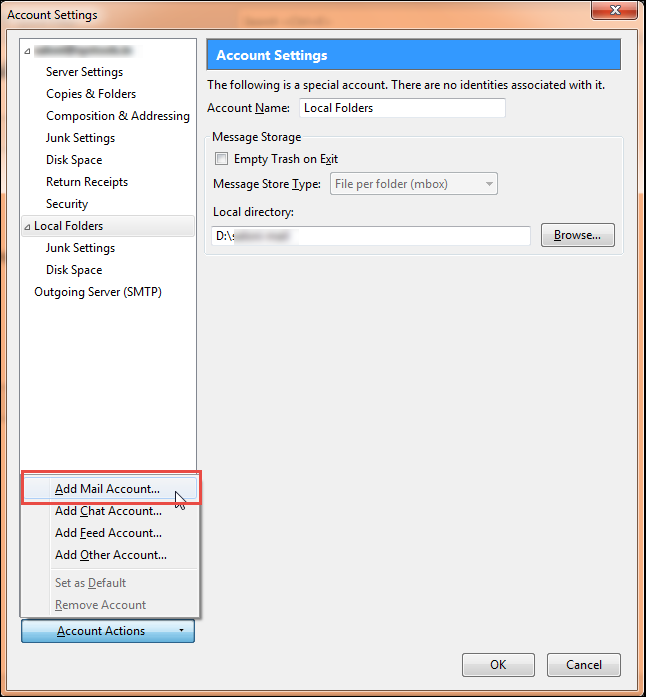 Account Settings
Server Settings
Copies & Folders
Composition & Addressing
Junk Settings
Disk Space
Return Receipts
Security
Local Folders
Junk Settings
Disk Space
Outgoing Server (SMTP)
Add Mail Account...
Add Chat Account...
Add Feed Account...
Add Other Account...
Set as Default
Remove Account
Account Actions
Account Settings
The following is a special account. There are no identities associated with it.
Account Name: Local Folders
Message Storage
Empty Trash on Exit
Message Store Type: File per folder (mbox)
Local directory:
D:\
Browse...
OK Cancel